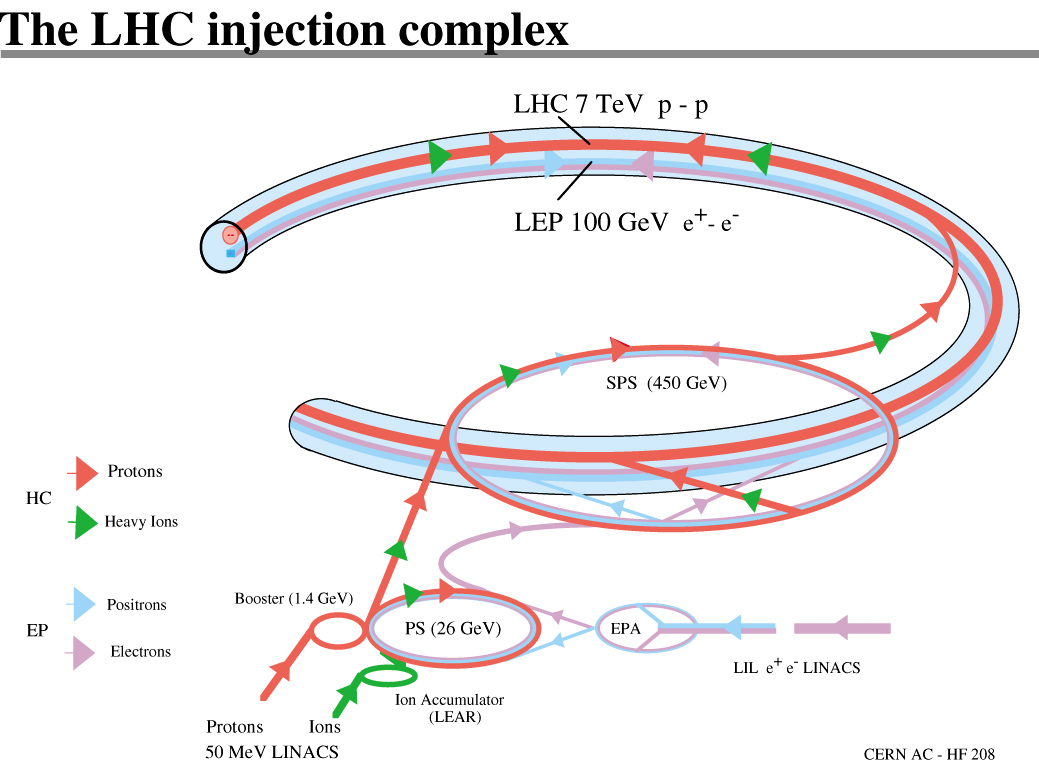 The LHC injection complex
LHC 7 TeV p - p
LEP 100 GeV e+- e-
SPS (450 GeV)
HC
Protons
Heavy Ions
EP
Positrons
Electrons
Booster (1.4 GeV)
PS (26 GeV)
EPA
LIL e+ e- LINACS
Ion Accumulator
(LEAR)
Protons Ions
50 MeV LINACS
CERN AC - HF 208